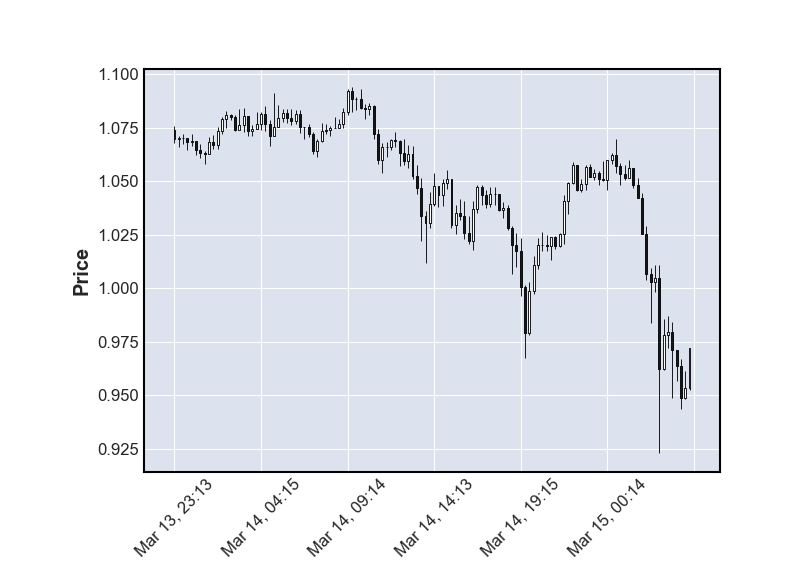 1.100
1.075
1.050
1.025
1.000
0.975
0.950
0.925
Price
Mar 13, 23:13
Mar 14, 04:15
Mar 14, 09:14
Mar 14, 14:13
Mar 14, 19:15
Mar 15, 00:14